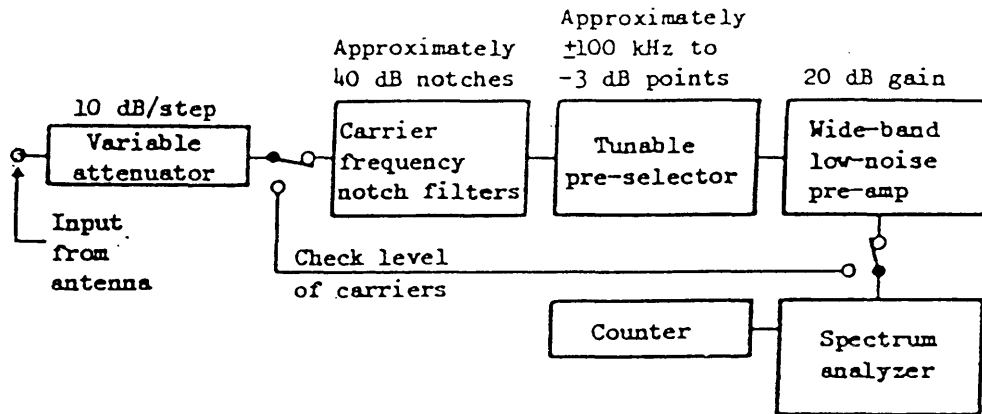 10 dB/step
Variable
attenuator
Input
from
antenna
Approximately
40 dB notches
Carrier
frequency
notch filters
Approximately
±100 kHz to
-3 dB points
Tunable
pre-selector
20 dB gain
Wide-band
low-noise
pre-amp
Check level
of carriers
Counter
Spectrum
analyzer